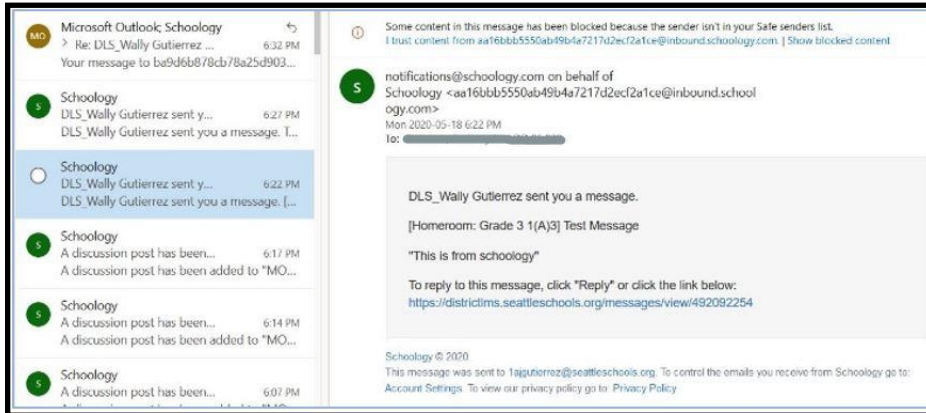 MO
Microsoft Outlook; Schoology
> Re: DLS_Wally Gutierrez ... 6:32 PM
Your message to ba9d6b878cb78a25d903...
S
Schoology
DLS_Wally Gutierrez sent y... 6:27 PM
DLS_Wally Gutierrez sent you a message. T...
Schoology
DLS_Wally Gutierrez sent y... 6:22 PM
DLS_Wally Gutierrez sent you a message. [...
S
Schoology
A discussion post has been... 6:17 PM
A discussion post has been added to "MO...
S
Schoology
A discussion post has been... 6:14 PM
A discussion post has been added to "MO...
S
Schoology
A discussion post has been... 6:07 PM
Some content in this message has been blocked because the sender isn't in your Safe senders list.
I trust content from aa16bbb5550ab49b4a7217d2ecf2a1ce@inbound.schoology.com. | Show blocked content
S
notifications@schoology.com on behalf of
Schoology <aa16bbb5550ab49b4a7217d2ecf2a1ce@inbound.school
ogy.com>
Mon 2020-05-18 6:22 PM
To:
DLS_Wally Gutierrez sent you a message.
[Homeroom: Grade 3 1(A)3] Test Message
"This is from schoology"
To reply to this message, click "Reply" or click the link below:
https://districtlms.seattleschools.org/messages/view/492092254
Schoology © 2020
This message was sent to 1ajgutierrez@seattleschools.org. To control the emails you receive from Schoology go to:
Account Settings. To view our privacy policy go to: Privacy Policy